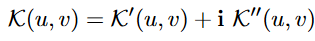 𝒦(u, v) = 𝒦′(u, v) + i 𝒦″(u, v)